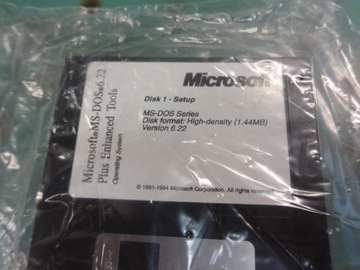 Microsoft
Disk 1 - Setup
MS-DOS Series
Disk format: High-density (1.44MB)
Version 6.22
© 1981-1994 Microsoft Corporation. All rights reserved.
Microsoft® MS-DOS® 6.22
Plus Enhanced Tools
Operating System